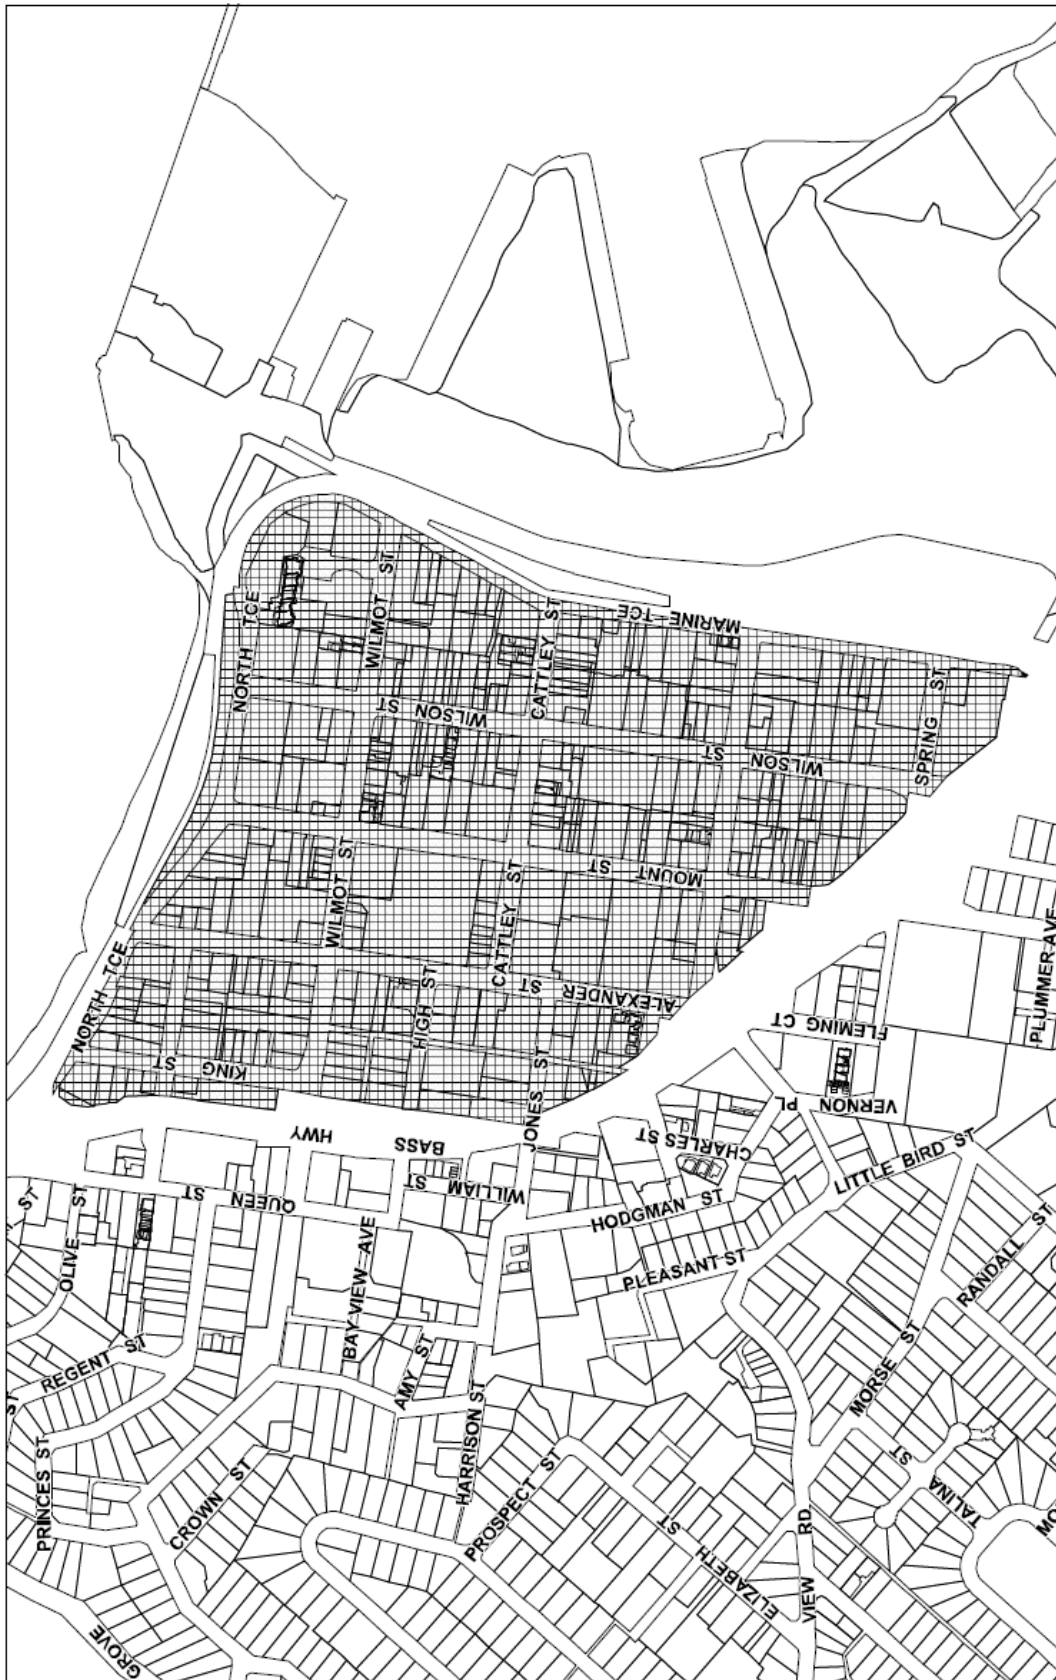 NORTH TCE
WILMOT ST
CATTLEY ST
MARINE TCE
WILSON ST
WILSON ST
SPRING ST
WILMOT ST
MOUNT ST
CATTLEY ST
NORTH TCE
HIGH ST
ALEXANDER ST
KING ST
JONES ST
PLUMMER AVE
FLEMING CT
VERNON PL
CHARLES ST
BASS HWY
LITTLE BIRD ST
WILLIAM ST
QUEEN ST
HODGMAN ST
ST
OLIVE ST
BAY VIEW AVE
PLEASANT ST
RANDALL ST
REGENT ST
AMY ST
MORSE ST
ST
HARRISON ST
PRINCES ST
CROWN ST
PROSPECT ST
TALINA ST
ELIZABETH ST
VIEW RD
MO
GROVE